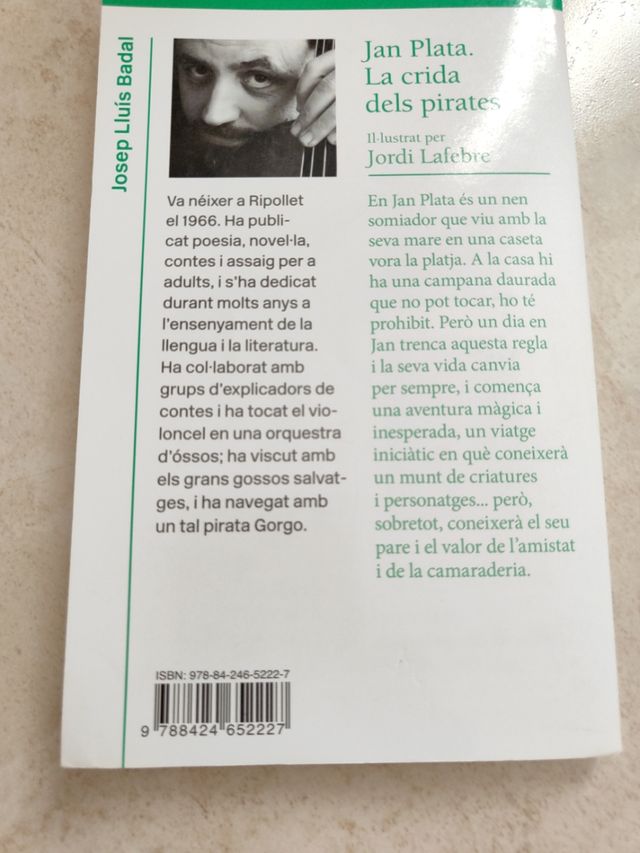 Josep Lluís Badal
Va néixer a Ripollet
el 1966. Ha publi-
cat poesia, novel·la,
contes i assaig per a
adults, i s'ha dedicat
durant molts anys a
l'ensenyament de la
llengua i la literatura.
Ha col·laborat amb
grups d'explicadors de
contes i ha tocat el vio-
loncel en una orquestra
d'óssos; ha viscut amb
els grans gossos salvat-
ges, i ha navegat amb
un tal pirata Gorgo.
Jan Plata.
La crida
dels pirates
Il·lustrat per
Jordi Lafebre
En Jan Plata és un nen
somiador que viu amb la
seva mare en una caseta
vora la platja. A la casa hi
ha una campana daurada
que no pot tocar, ho té
prohibit. Però un dia en
Jan trenca aquesta regla
i la seva vida canvia
per sempre, i comença
una aventura màgica i
inesperada, un viatge
iniciàtic en què coneixerà
un munt de criatures
i personatges... però,
sobretot, coneixerà el seu
pare i el valor de l'amistat
i de la camaraderia.
ISBN: 978-84-246-5222-7
9 788424 652227